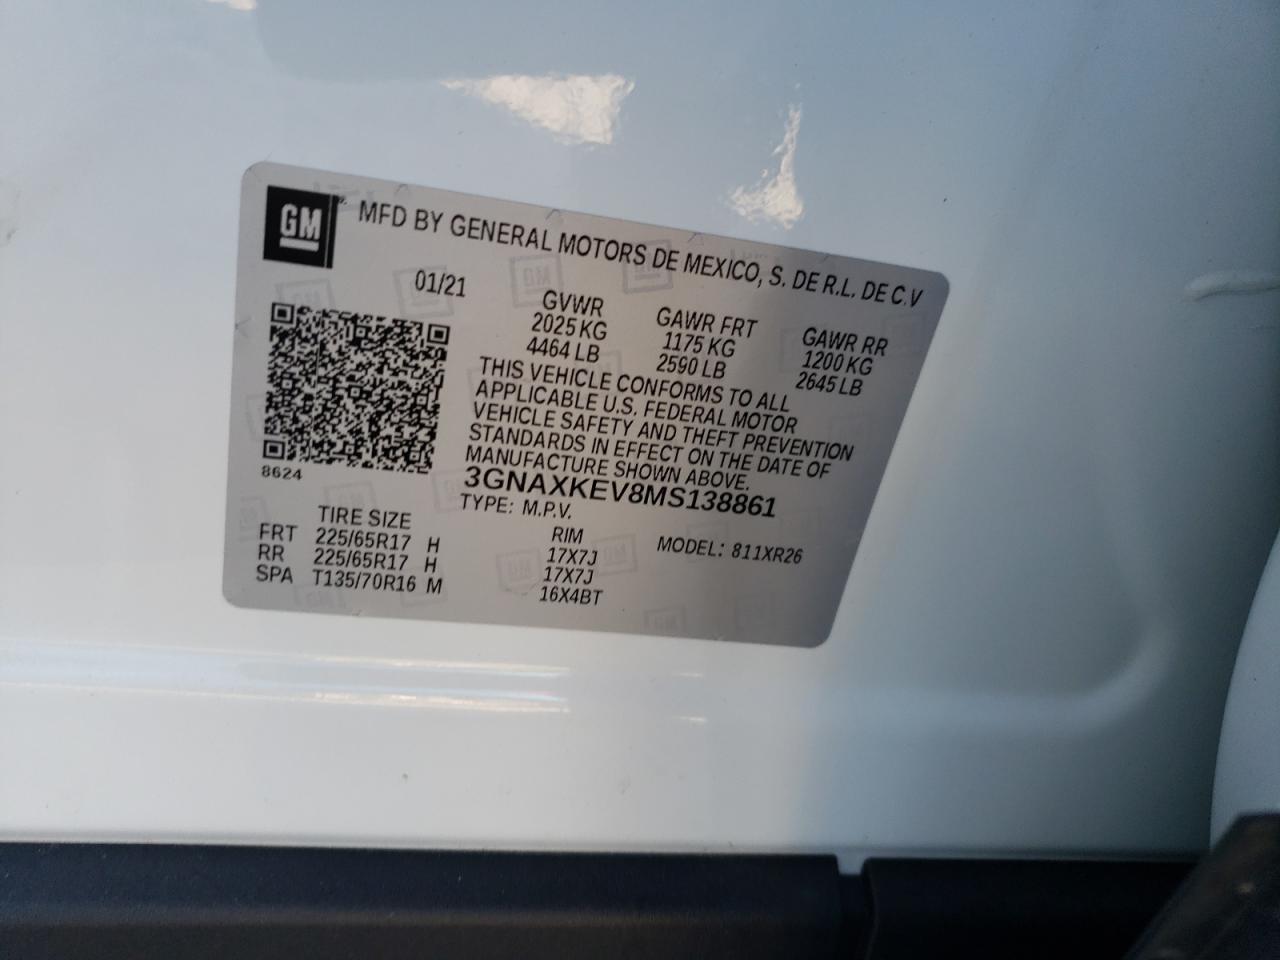 GM
MFD BY GENERAL MOTORS DE MEXICO, S. DE R.L. DE C.V
01/21
GVWR GAWR FRT GAWR RR
2025 KG 1175 KG 1200 KG
4464 LB 2590 LB 2645 LB
THIS VEHICLE CONFORMS TO ALL
APPLICABLE U.S. FEDERAL MOTOR
VEHICLE SAFETY AND THEFT PREVENTION
STANDARDS IN EFFECT ON THE DATE OF
MANUFACTURE SHOWN ABOVE.
8624
3GNAXKEV8MS138861
TYPE: M.P.V.
MODEL: 811XR26
TIRE SIZE RIM
FRT 225/65R17 H 17X7J
RR 225/65R17 H 17X7J
SPA T135/70R16 M 16X4BT